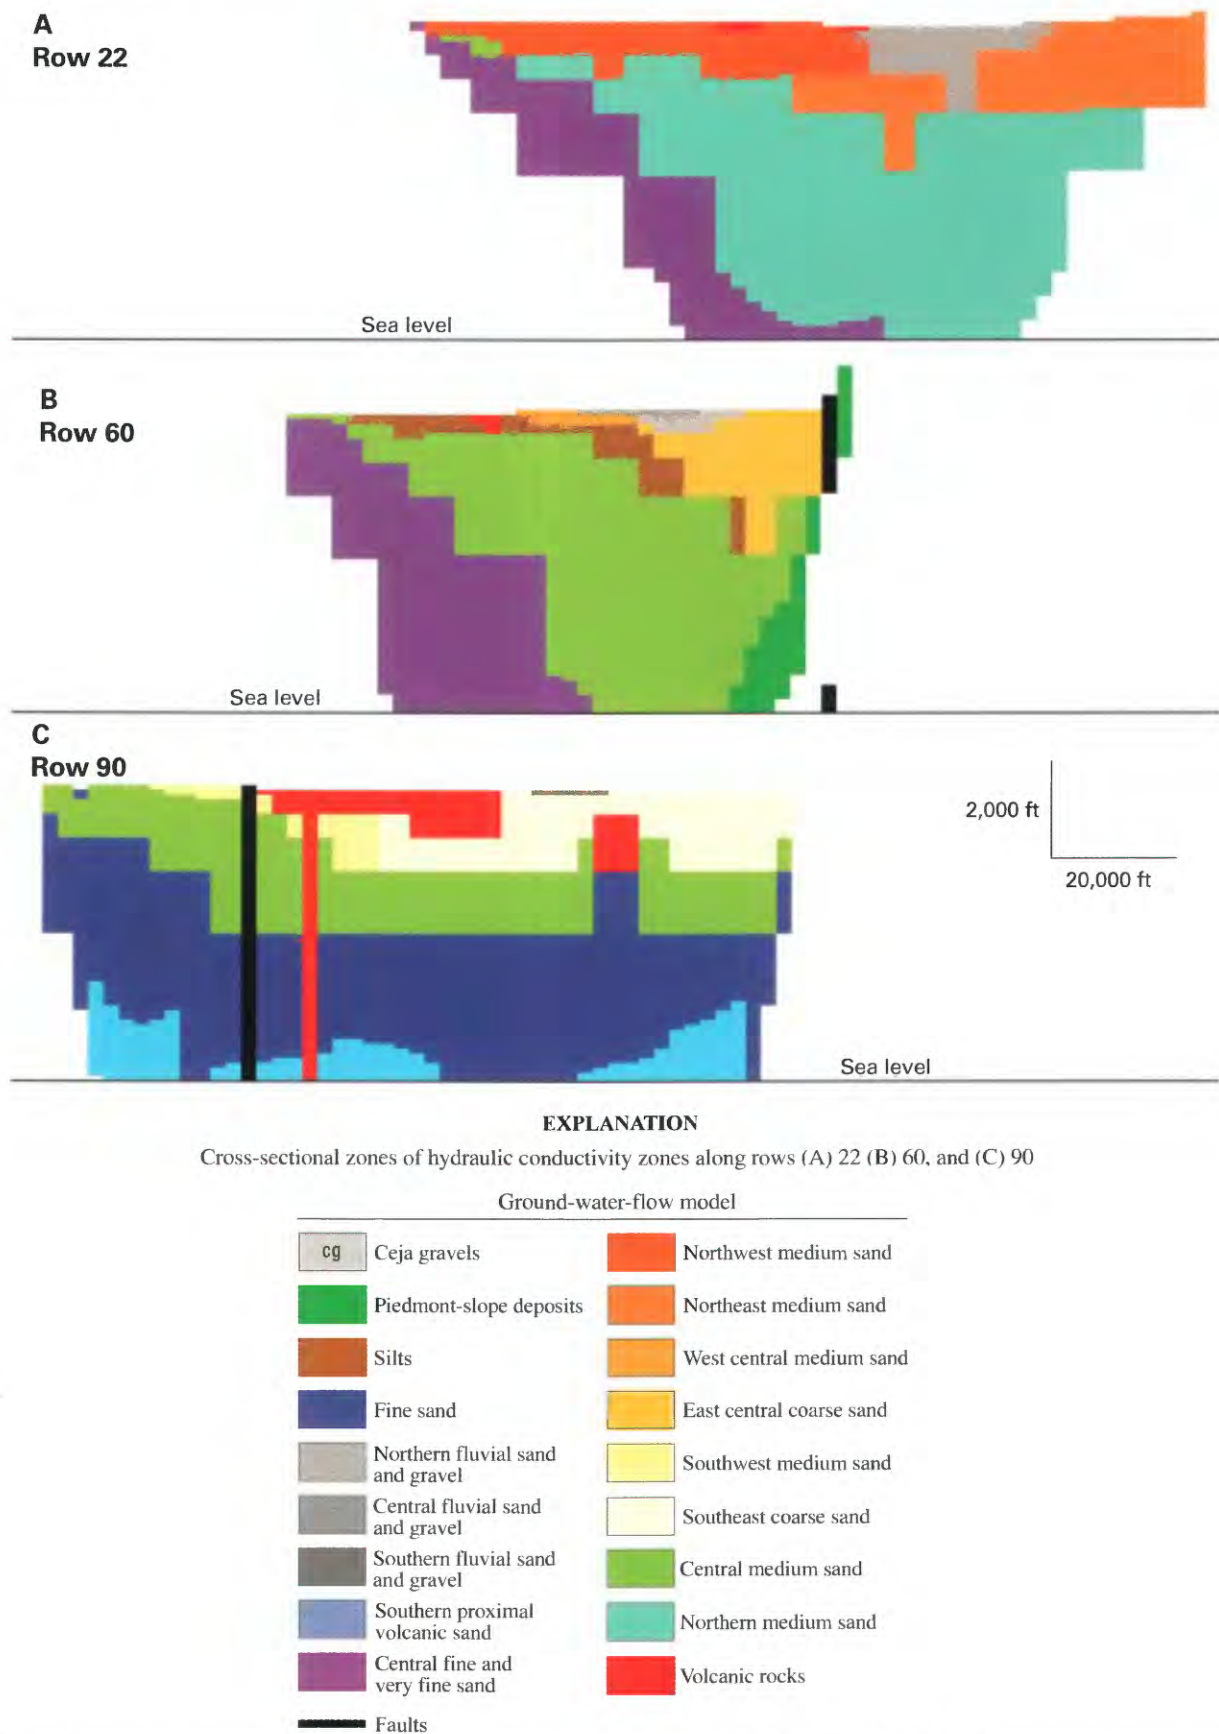 A
Row 22
Sea level
B
Row 60
Sea level
C
Row 90
2,000 ft
20,000 ft
Sea level
EXPLANATION
Cross-sectional zones of hydraulic conductivity zones along rows (A) 22 (B) 60, and (C) 90
Ground-water-flow model
cg Ceja gravels
Piedmont-slope deposits
Silts
Fine sand
Northern fluvial sand
and gravel
Central fluvial sand
and gravel
Southern fluvial sand
and gravel
Southern proximal
volcanic sand
Central fine and
very fine sand
Faults
Northwest medium sand
Northeast medium sand
West central medium sand
East central coarse sand
Southwest medium sand
Southeast coarse sand
Central medium sand
Northern medium sand
Volcanic rocks